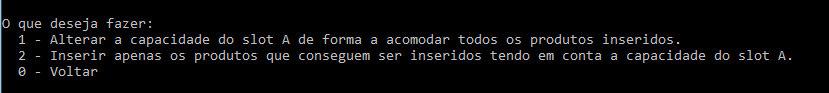 O que deseja fazer:
1 - Alterar a capacidade do slot A de forma a acomodar todos os produtos inseridos.
2 - Inserir apenas os produtos que conseguem ser inseridos tendo em conta a capacidade do slot A.
0 - Voltar